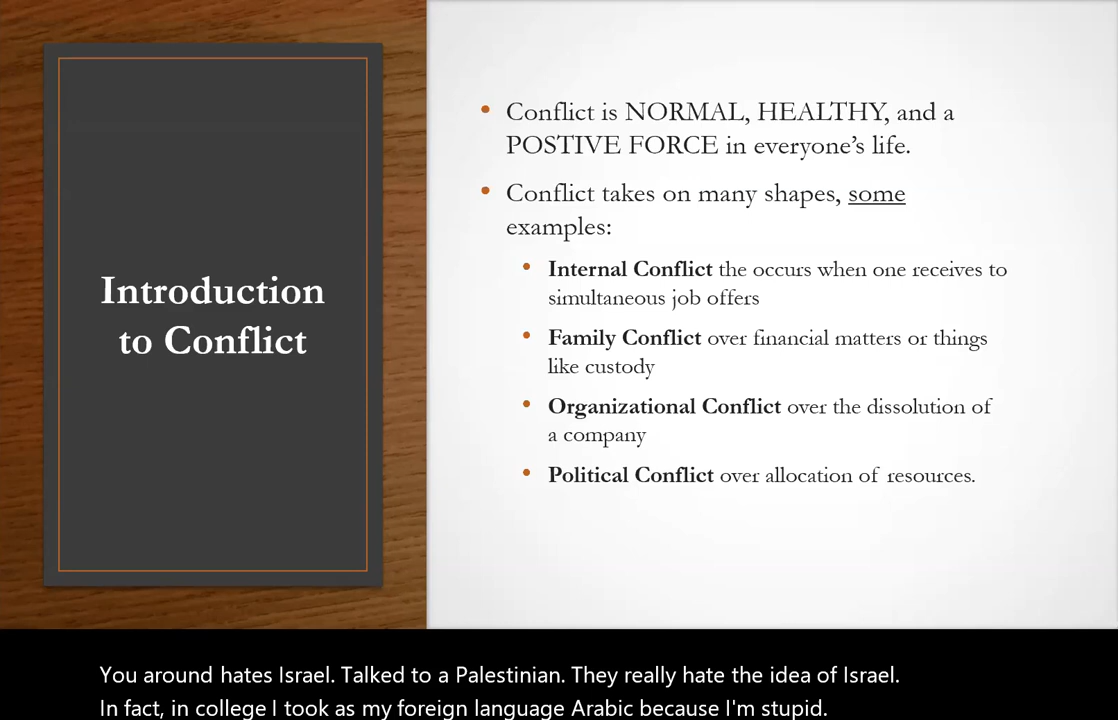 Introduction
to Conflict
• Conflict is NORMAL, HEALTHY, and a
POSTIVE FORCE in everyone’s life.
• Conflict takes on many shapes, some
examples:
• Internal Conflict the occurs when one receives to
simultaneous job offers
• Family Conflict over financial matters or things
like custody
• Organizational Conflict over the dissolution of
a company
• Political Conflict over allocation of resources.
You around hates Israel. Talked to a Palestinian. They really hate the idea of Israel.
In fact, in college I took as my foreign language Arabic because I'm stupid.